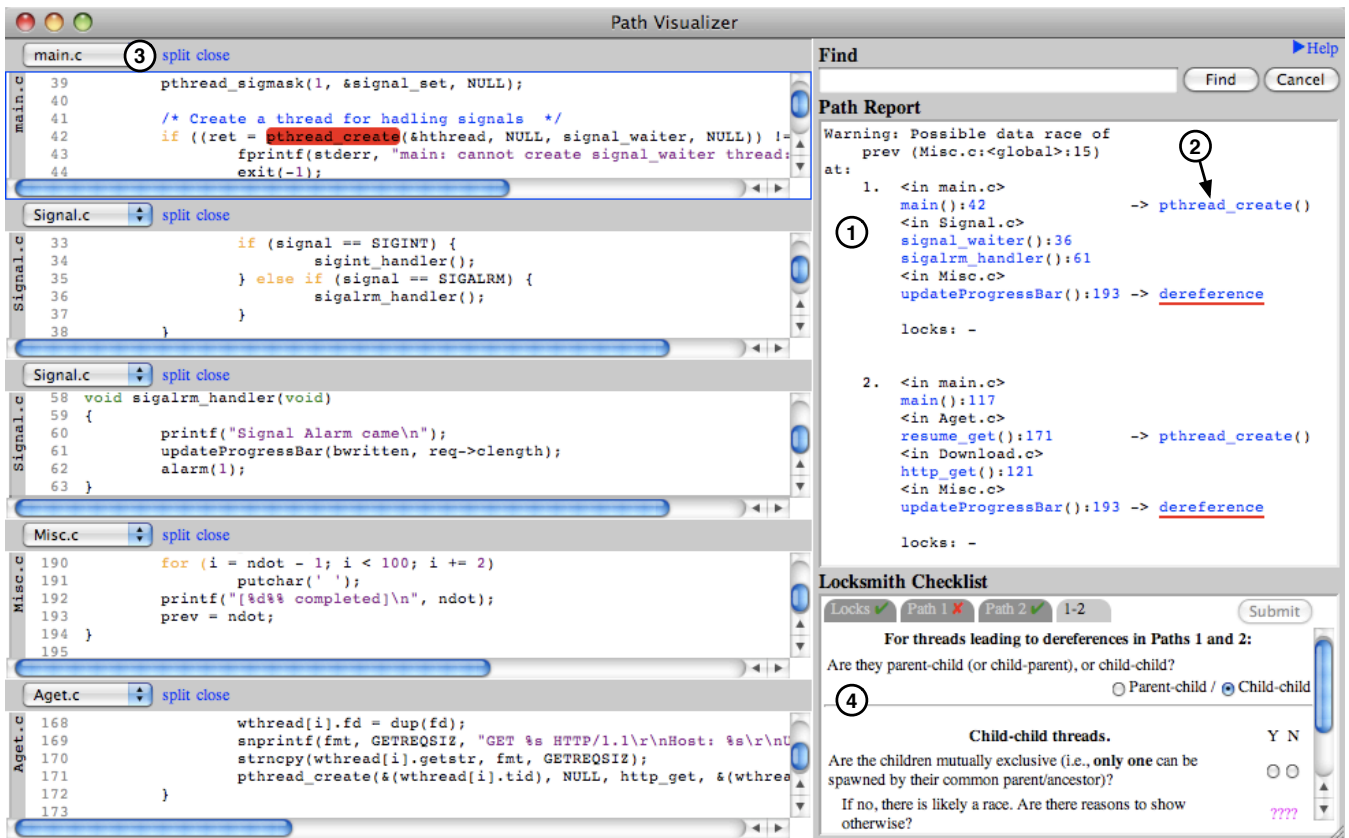 Path Visualizer
main.c 3 split close
main.c
39 pthread_sigmask(1, &signal_set, NULL);
40
41 /* Create a thread for hadling signals */
42 if ((ret = pthread_create(&hthread, NULL, signal_waiter, NULL)) !=
43 fprintf(stderr, "main: cannot create signal_waiter thread:
44 exit(-1);
Signal.c split close
Signal.c
33 if (signal == SIGINT) {
34 sigint_handler();
35 } else if (signal == SIGALRM) {
36 sigalrm_handler();
37 }
38 }
Signal.c split close
Signal.c
58 void sigalrm_handler(void)
59 {
60 printf("Signal Alarm came\n");
61 updateProgressBar(bwritten, req->clength);
62 alarm(1);
63 }
Misc.c split close
Misc.c
190 for (i = ndot - 1; i < 100; i += 2)
191 putchar(' ');
192 printf("[%d%% completed]\n", ndot);
193 prev = ndot;
194 }
195
Aget.c split close
Aget.c
168 wthread[i].fd = dup(fd);
169 snprintf(fmt, GETREQSIZ, "GET %s HTTP/1.1\r\nHost: %s\r\nU
170 strncpy(wthread[i].getstr, fmt, GETREQSIZ);
171 pthread_create(&(wthread[i].tid), NULL, http_get, &(wthrea
172 }
173
Help
Find
Find Cancel
Path Report
Warning: Possible data race of
prev (Misc.c:<global>:15)
at:
2
1. <in main.c>
main():42 -> pthread_create()
<in Signal.c>
1
signal_waiter():36
sigalrm_handler():61
<in Misc.c>
updateProgressBar():193 -> dereference
locks: -
2. <in main.c>
main():117
<in Aget.c>
resume_get():171 -> pthread_create()
<in Download.c>
http_get():121
<in Misc.c>
updateProgressBar():193 -> dereference
locks: -
Locksmith Checklist
Locks ✔ Path 1 ✘ Path 2 ✔ 1-2 Submit
For threads leading to dereferences in Paths 1 and 2:
Are they parent-child (or child-parent), or child-child?
Parent-child / Child-child
4
Child-child threads. Y N
Are the children mutually exclusive (i.e., only one can be
spawned by their common parent/ancestor)?
If no, there is likely a race. Are there reasons to show
otherwise? ????